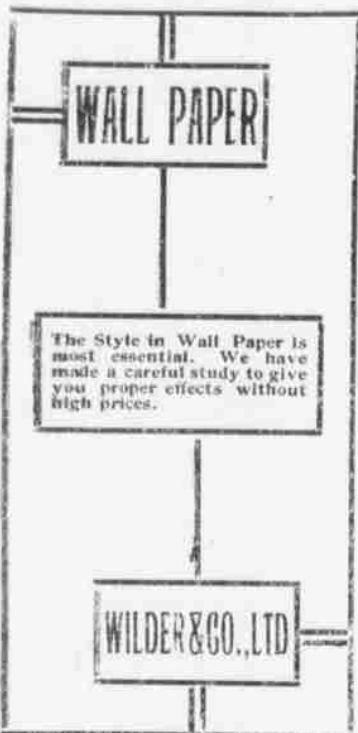 WALL PAPER
The Style in Wall Paper is
most essential. We have
made a careful study to give
you proper effects without
high prices.
WILDER&CO.,LTD